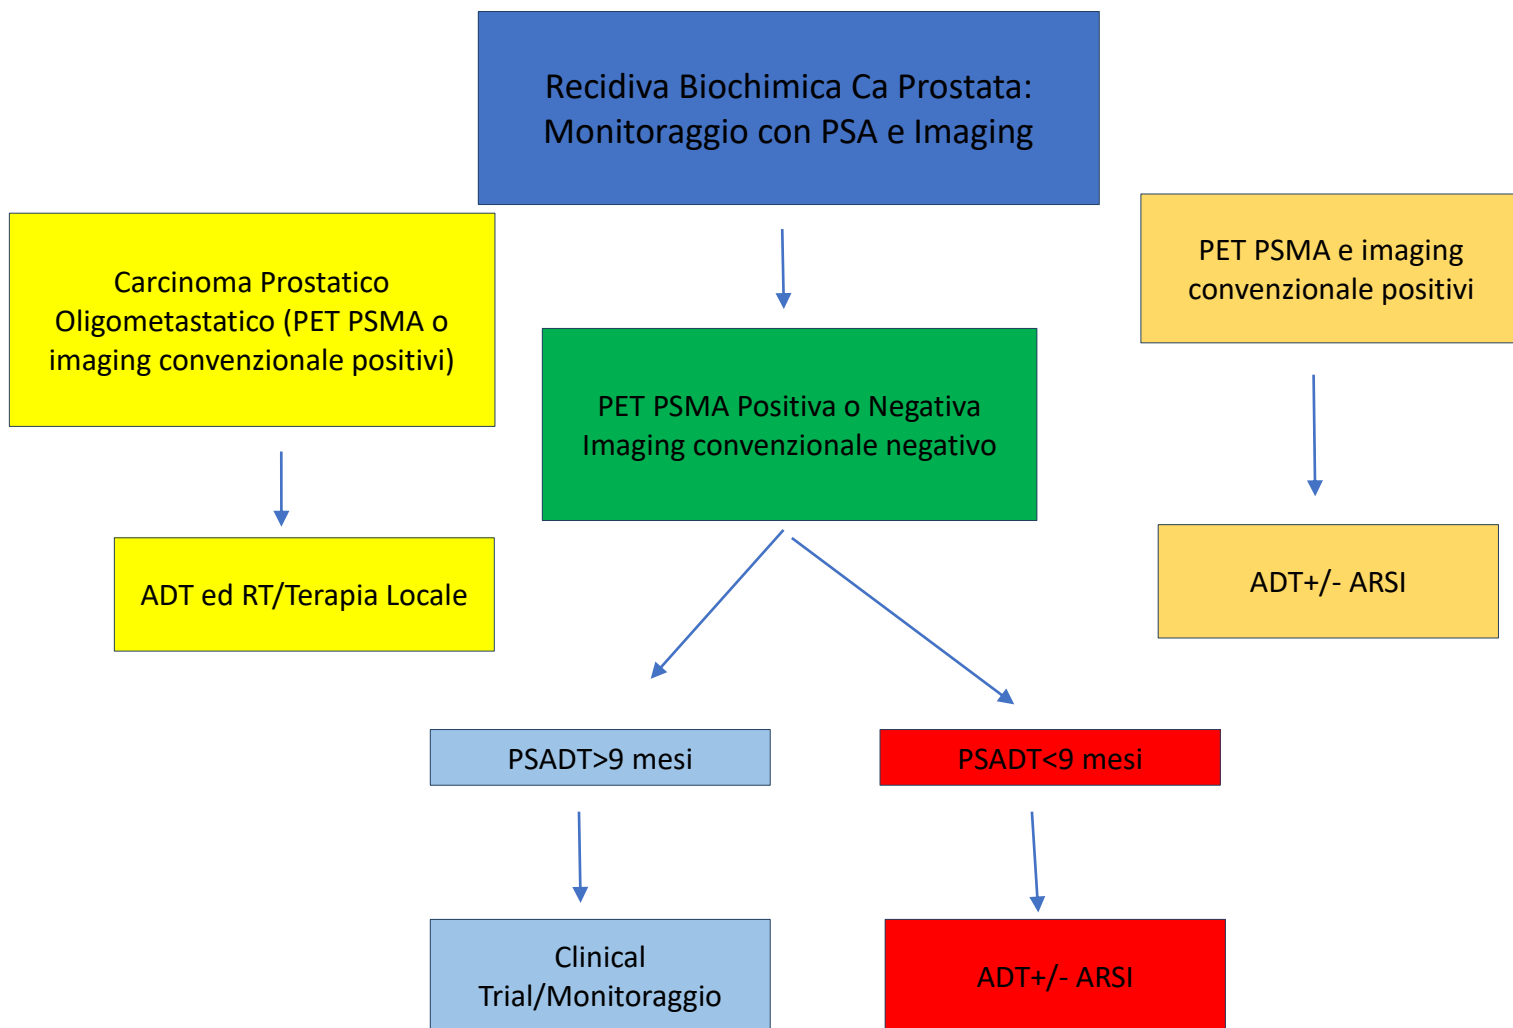 Recidiva Biochimica Ca Prostata:
Monitoraggio con PSA e Imaging
Carcinoma Prostatico
Oligometastatico (PET PSMA o
imaging convenzionale positivi)
PET PSMA e imaging
convenzionale positivi
PET PSMA Positiva o Negativa
Imaging convenzionale negativo
ADT ed RT/Terapia Locale
ADT+/- ARSI
PSADT>9 mesi
PSADT<9 mesi
Clinical
Trial/Monitoraggio
ADT+/- ARSI